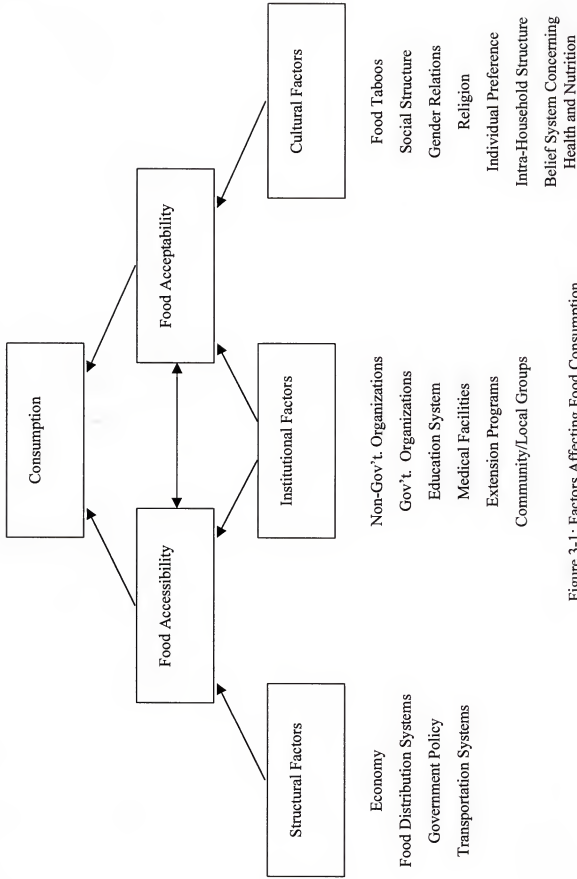 Consumption
Food Accessibility
Food Acceptability
Structural Factors
Institutional Factors
Cultural Factors
Economy
Food Distribution Systems
Government Policy
Transportation Systems
Non-Gov't. Organizations
Gov't. Organizations
Education System
Medical Facilities
Extension Programs
Community/Local Groups
Food Taboos
Social Structure
Gender Relations
Religion
Individual Preference
Intra-Household Structure
Belief System Concerning
Health and Nutrition
Figure 3-1: Factors Affecting Food Consumption